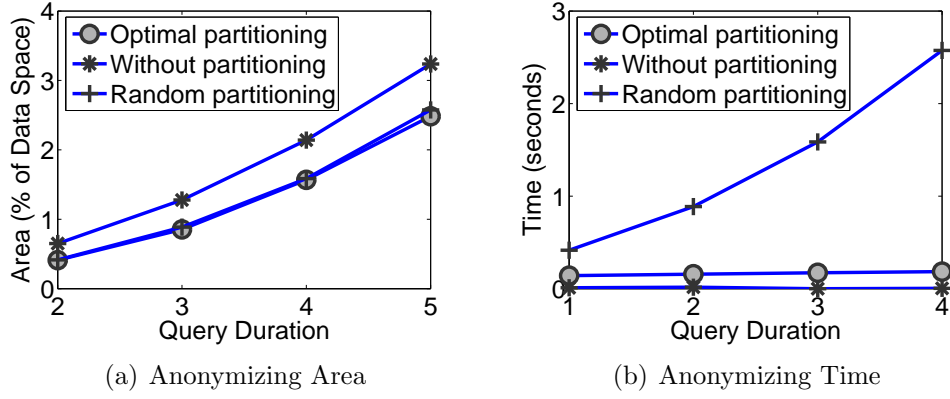 4
3
2
1
0
2
3
4
5
Area (% of Data Space)
Query Duration
Optimal partitioning
Without partitioning
Random partitioning
(a) Anonymizing Area
3
2
1
0
1
2
3
4
Time (seconds)
Query Duration
Optimal partitioning
Without partitioning
Random partitioning
(b) Anonymizing Time